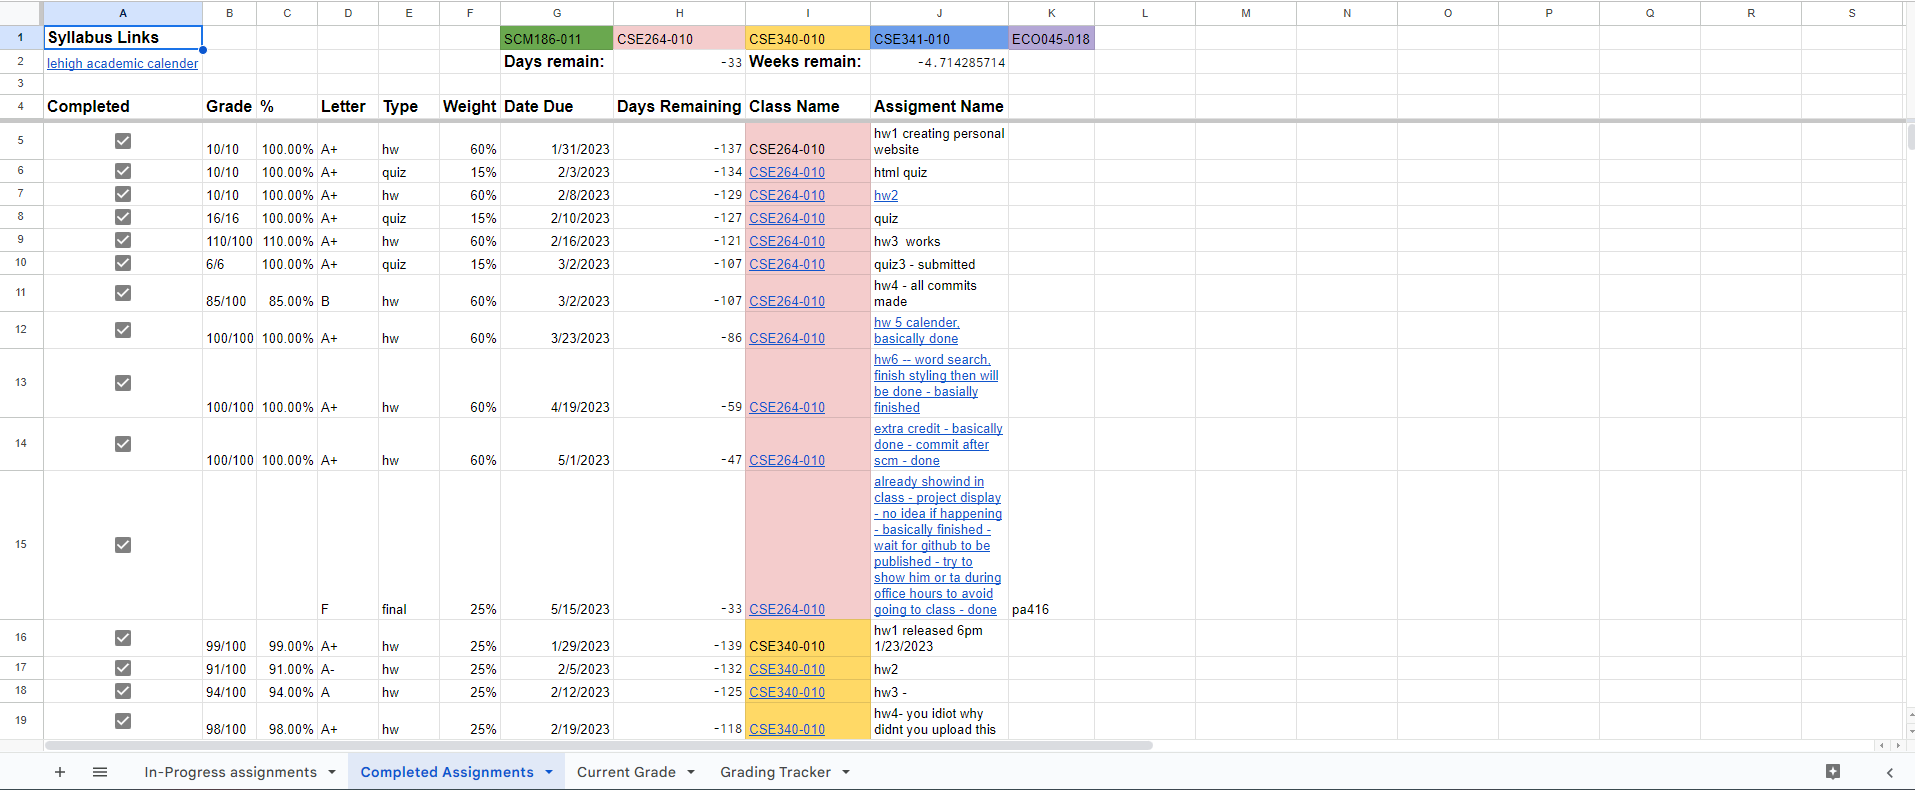 A B C D E F G H I J K L M N O P Q R S
1 Syllabus Links SCM186-011 CSE264-010 CSE340-010 CSE341-010 ECO045-018
2 lehigh academic calender Days remain: -33 Weeks remain: -4.714285714
3
4 Completed Grade % Letter Type Weight Date Due Days Remaining Class Name Assigment Name
hw1 creating personal
5 10/10 100.00% A+ hw 60% 1/31/2023 -137 CSE264-010 website
6 10/10 100.00% A+ quiz 15% 2/3/2023 -134 CSE264-010 html quiz
7 10/10 100.00% A+ hw 60% 2/8/2023 -129 CSE264-010 hw2
8 16/16 100.00% A+ quiz 15% 2/10/2023 -127 CSE264-010 quiz
9 110/100 110.00% A+ hw 60% 2/16/2023 -121 CSE264-010 hw3  works
10 6/6 100.00% A+ quiz 15% 3/2/2023 -107 CSE264-010 quiz3 - submitted
hw4 - all commits
11 85/100 85.00% B hw 60% 3/2/2023 -107 CSE264-010 made
hw 5 calender,
12 100/100 100.00% A+ hw 60% 3/23/2023 -86 CSE264-010 basically done
hw6 -- word search,
finish styling then will
be done - basially
13 100/100 100.00% A+ hw 60% 4/19/2023 -59 CSE264-010 finished
extra credit - basically
done - commit after
14 100/100 100.00% A+ hw 60% 5/1/2023 -47 CSE264-010 scm - done
already showind in
class - project display
- no idea if happening
- basically finished -
wait for github to be
published - try to
show him or ta during
office hours to avoid
15 F final 25% 5/15/2023 -33 CSE264-010 going to class - done pa416
hw1 released 6pm
16 99/100 99.00% A+ hw 25% 1/29/2023 -139 CSE340-010 1/23/2023
17 91/100 91.00% A- hw 25% 2/5/2023 -132 CSE340-010 hw2
18 94/100 94.00% A hw 25% 2/12/2023 -125 CSE340-010 hw3 -
hw4- you idiot why
19 98/100 98.00% A+ hw 25% 2/19/2023 -118 CSE340-010 didnt you upload this
In-Progress assignments Completed Assignments Current Grade Grading Tracker